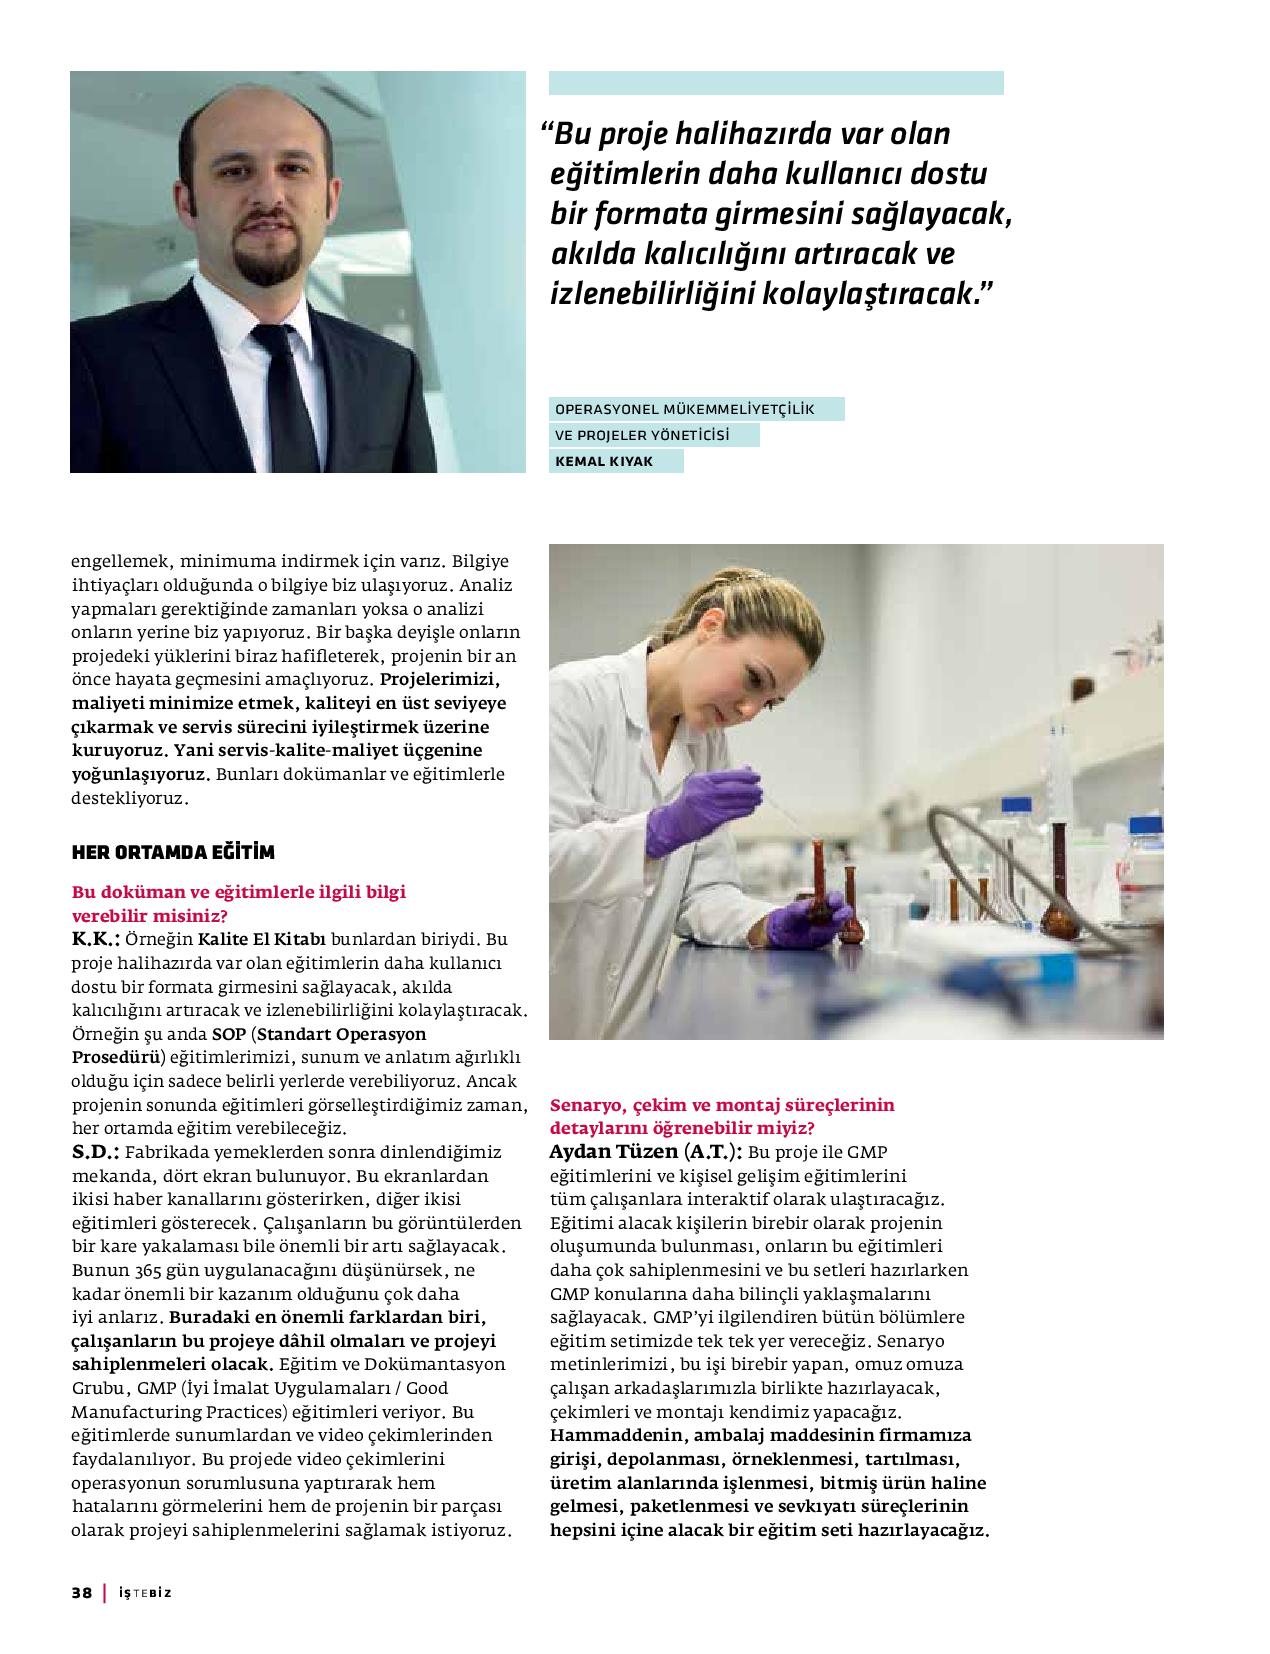 “Bu proje halihazırda var olan
eğitimlerin daha kullanıcı dostu
bir formata girmesini sağlayacak,
akılda kalıcılığını artıracak ve
izlenebilirliğini kolaylaştıracak.”
OPERASYONEL MÜKEMMELİYETÇİLİK
VE PROJELER YÖNETİCİSİ
KEMAL KIYAK
engellemek, minimuma indirmek için varız. Bilgiye
ihtiyaçları olduğunda o bilgiye biz ulaşıyoruz. Analiz
yapmaları gerektiğinde zamanları yoksa o analizi
onların yerine biz yapıyoruz. Bir başka deyişle onların
projedeki yüklerini biraz hafifleterek, projenin bir an
önce hayata geçmesini amaçlıyoruz. Projelerimizi,
maliyeti minimize etmek, kaliteyi en üst seviyeye
çıkarmak ve servis sürecini iyileştirmek üzerine
kuruyoruz. Yani servis-kalite-maliyet üçgenine
yoğunlaşıyoruz. Bunları dokümanlar ve eğitimlerle
destekliyoruz.
HER ORTAMDA EĞİTİM
Bu doküman ve eğitimlerle ilgili bilgi
verebilir misiniz?
K.K.: Örneğin Kalite El Kitabı bunlardan biriydi. Bu
proje halihazırda var olan eğitimlerin daha kullanıcı
dostu bir formata girmesini sağlayacak, akılda
kalıcılığını artıracak ve izlenebilirliğini kolaylaştıracak.
Örneğin şu anda SOP (Standart Operasyon
Prosedürü) eğitimlerimizi, sunum ve anlatım ağırlıklı
olduğu için sadece belirli yerlerde verebiliyoruz. Ancak
projenin sonunda eğitimleri görselleştirdiğimiz zaman,
her ortamda eğitim verebileceğiz.
S.D.: Fabrikada yemeklerden sonra dinlendiğimiz
mekanda, dört ekran bulunuyor. Bu ekranlardan
ikisi haber kanallarını gösterirken, diğer ikisi
eğitimleri gösterecek. Çalışanların bu görüntülerden
bir kare yakalaması bile önemli bir artı sağlayacak.
Bunun 365 gün uygulanacağını düşünürsek, ne
kadar önemli bir kazanım olduğunu çok daha
iyi anlarız. Buradaki en önemli farklardan biri,
çalışanların bu projeye dâhil olmaları ve projeyi
sahiplenmeleri olacak. Eğitim ve Dokümantasyon
Grubu, GMP (İyi İmalat Uygulamaları / Good
Manufacturing Practices) eğitimleri veriyor. Bu
eğitimlerde sunumlardan ve video çekimlerinden
faydalanılıyor. Bu projede video çekimlerini
operasyonun sorumlusuna yaptırarak hem
hatalarını görmelerini hem de projenin bir parçası
olarak projeyi sahiplenmelerini sağlamak istiyoruz.
Senaryo, çekim ve montaj süreçlerinin
detaylarını öğrenebilir miyiz?
Aydan Tüzen (A.T.): Bu proje ile GMP
eğitimlerini ve kişisel gelişim eğitimlerini
tüm çalışanlara interaktif olarak ulaştıracağız.
Eğitimi alacak kişilerin birebir olarak projenin
oluşumunda bulunması, onların bu eğitimleri
daha çok sahiplenmesini ve bu setleri hazırlarken
GMP konularına daha bilinçli yaklaşmalarını
sağlayacak. GMP’yi ilgilendiren bütün bölümlere
eğitim setimizde tek tek yer vereceğiz. Senaryo
metinlerimizi, bu işi birebir yapan, omuz omuza
çalışan arkadaşlarımızla birlikte hazırlayacak,
çekimleri ve montajı kendimiz yapacağız.
Hammaddenin, ambalaj maddesinin firmamıza
girişi, depolanması, örneklenmesi, tartılması,
üretim alanlarında işlenmesi, bitmiş ürün haline
gelmesi, paketlenmesi ve sevkıyatı süreçlerinin
hepsini içine alacak bir eğitim seti hazırlayacağız.
38 | İŞTEBİZ